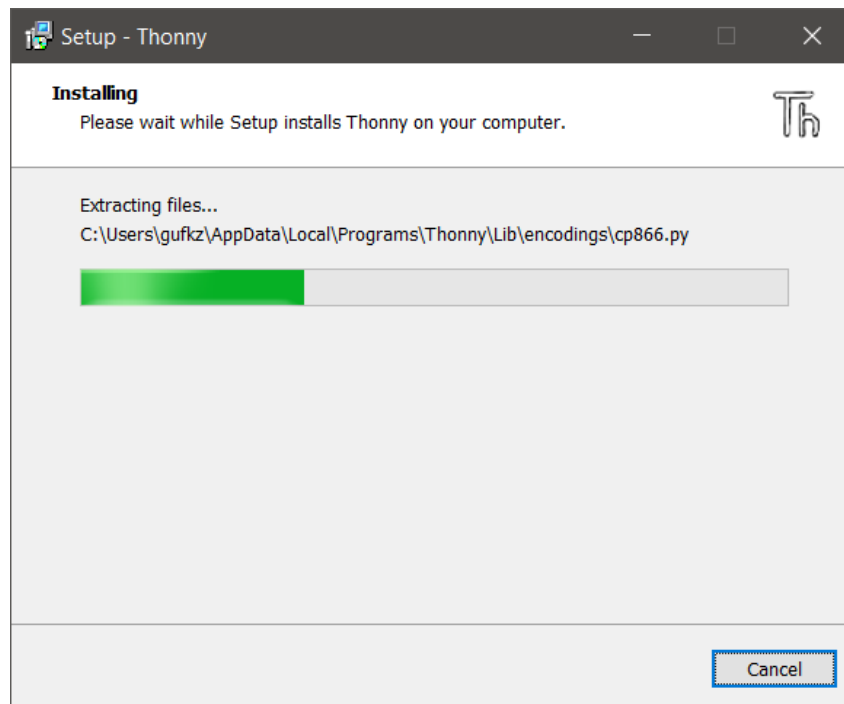 Setup - Thonny
Installing
Please wait while Setup installs Thonny on your computer.
Th
Extracting files...
C:\Users\gufkz\AppData\Local\Programs\Thonny\Lib\encodings\cp866.py
Cancel